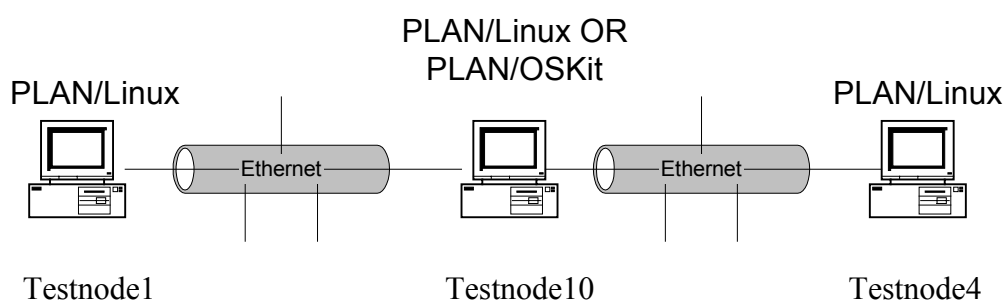 PLAN/Linux OR
PLAN/OSKit
PLAN/Linux
PLAN/Linux
Ethernet
Ethernet
Testnode1
Testnode10
Testnode4